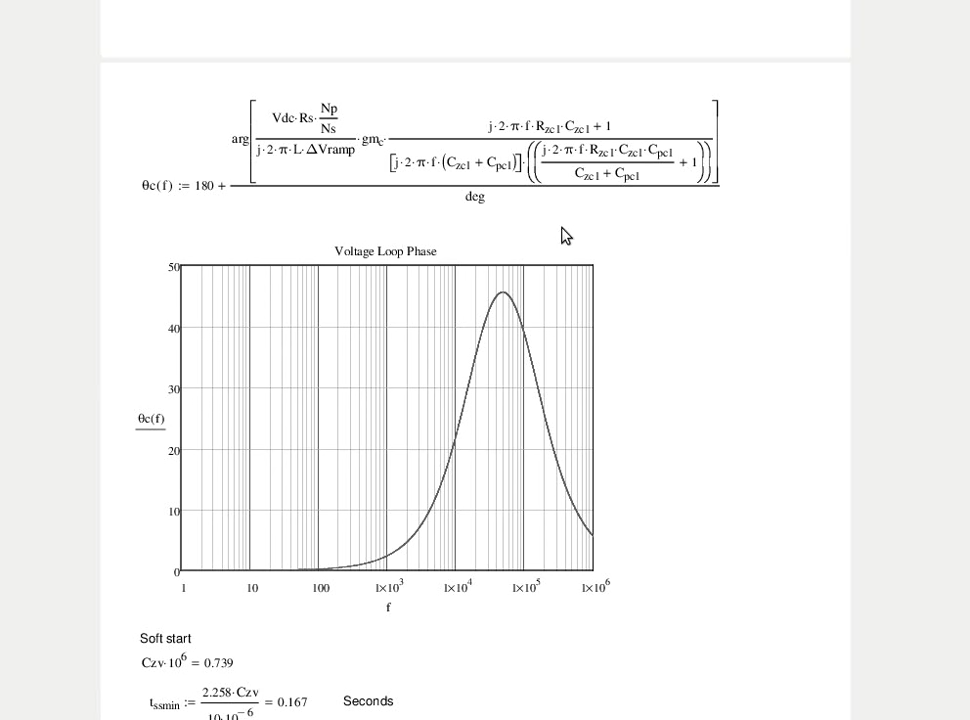 θc(f) := 180 + arg[ (Vdc·Rs·Np/Ns)/(j·2·π·L·ΔVramp) ·gmc· (j·2·π·f·Rzc1·Czc1 + 1)/([j·2·π·f·(Czc1 + Cpc1)]·((j·2·π·f·Rzc1·Czc1·Cpc1/(Czc1 + Cpc1) + 1))) ] / deg
Voltage Loop Phase
50
40
30
θc(f)
20
10
0
1 10 100 1×10^3 1×10^4 1×10^5 1×10^6
f
Soft start
Czv·10^6 = 0.739
tssmin := 2.258·Czv/10·10^−6 = 0.167 Seconds